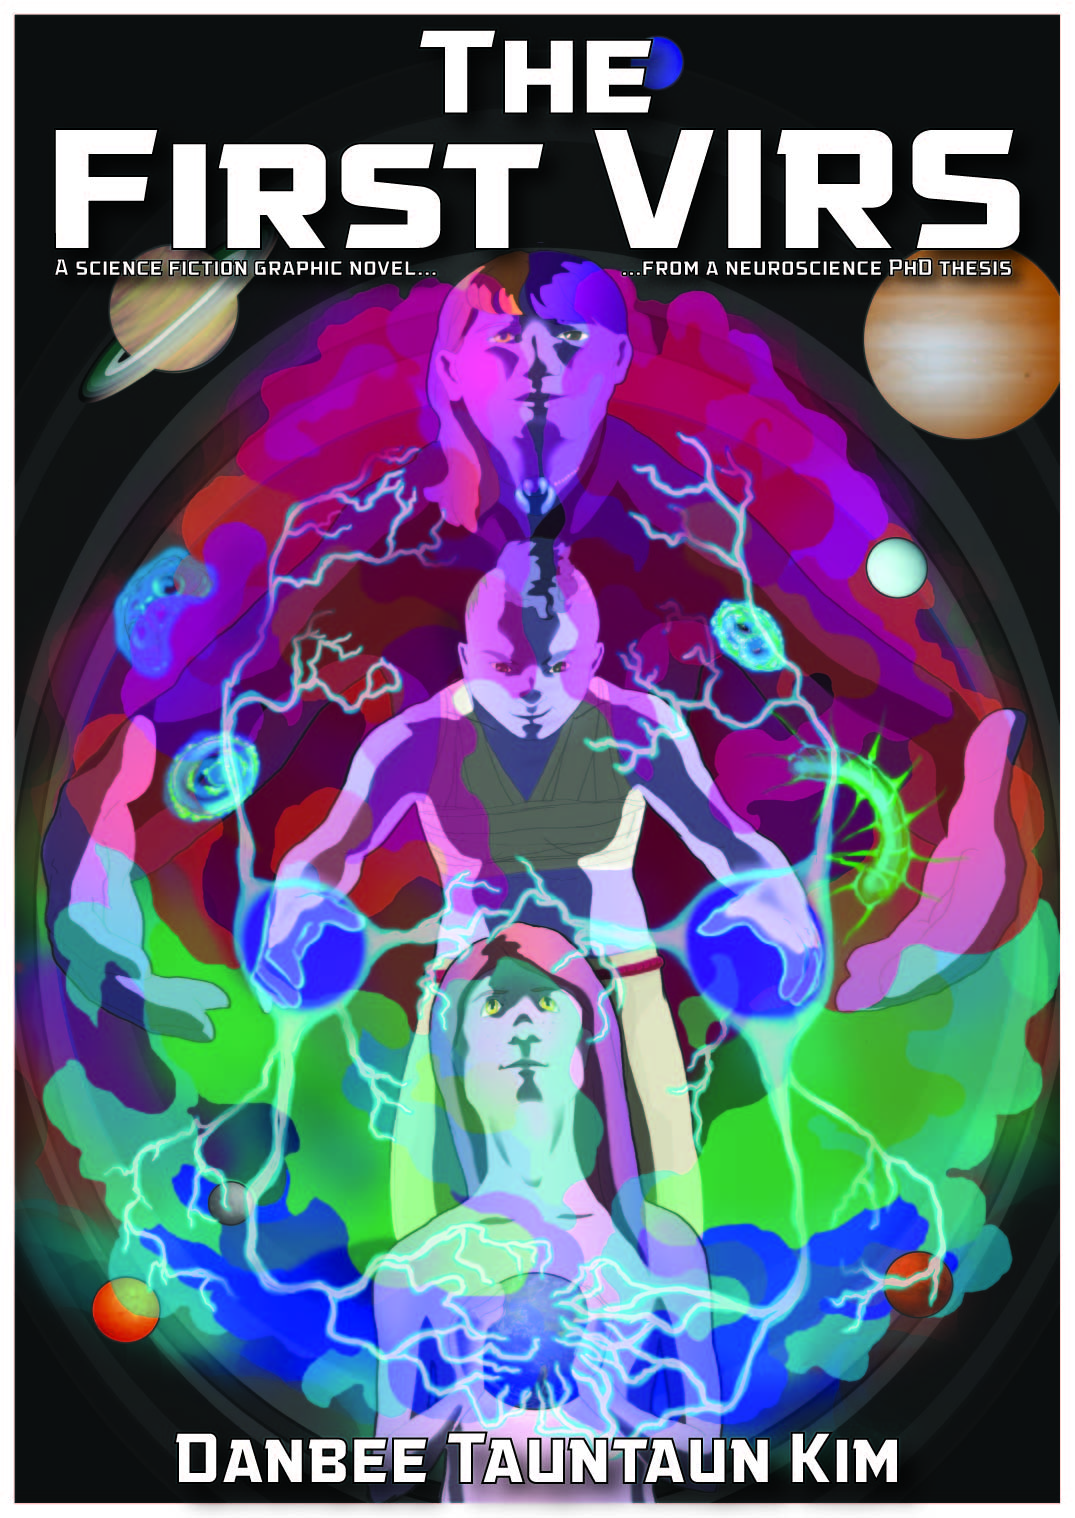 THE
FIRST VIRS
A SCIENCE FICTION GRAPHIC NOVEL... ...FROM A NEUROSCIENCE PHD THESIS
DANBEE TAUNTAUN KIM